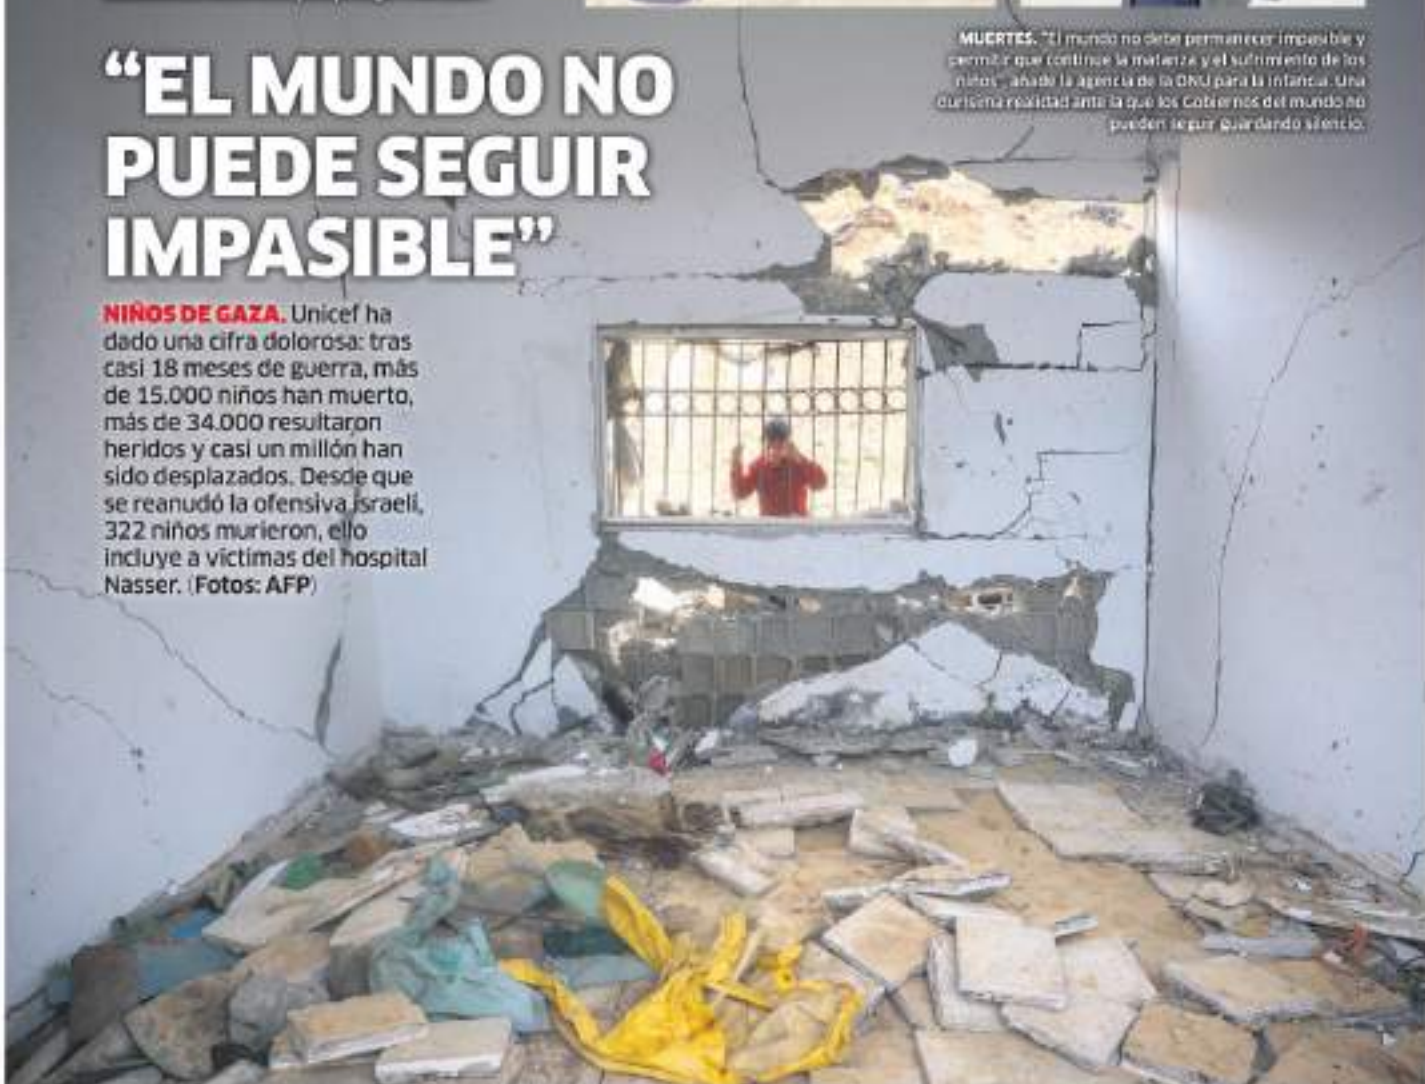 “EL MUNDO NO
PUEDE SEGUIR
IMPASIBLE”
NIÑOS DE GAZA. Unicef ha
dado una cifra dolorosa: tras
casi 18 meses de guerra, más
de 15.000 niños han muerto,
más de 34.000 resultaron
heridos y casi un millón han
sido desplazados. Desde que
se reanudó la ofensiva israelí,
322 niños murieron, ello
incluye a víctimas del hospital
Nasser. (Fotos: AFP)
MUERTES. “El mundo no debe permanecer impasible y
permitir que continúe la matanza y el sufrimiento de los
niños”, añade la agencia de la ONU para la infancia. Una
durísima realidad ante la que los Gobiernos del mundo no
pueden seguir guardando silencio.